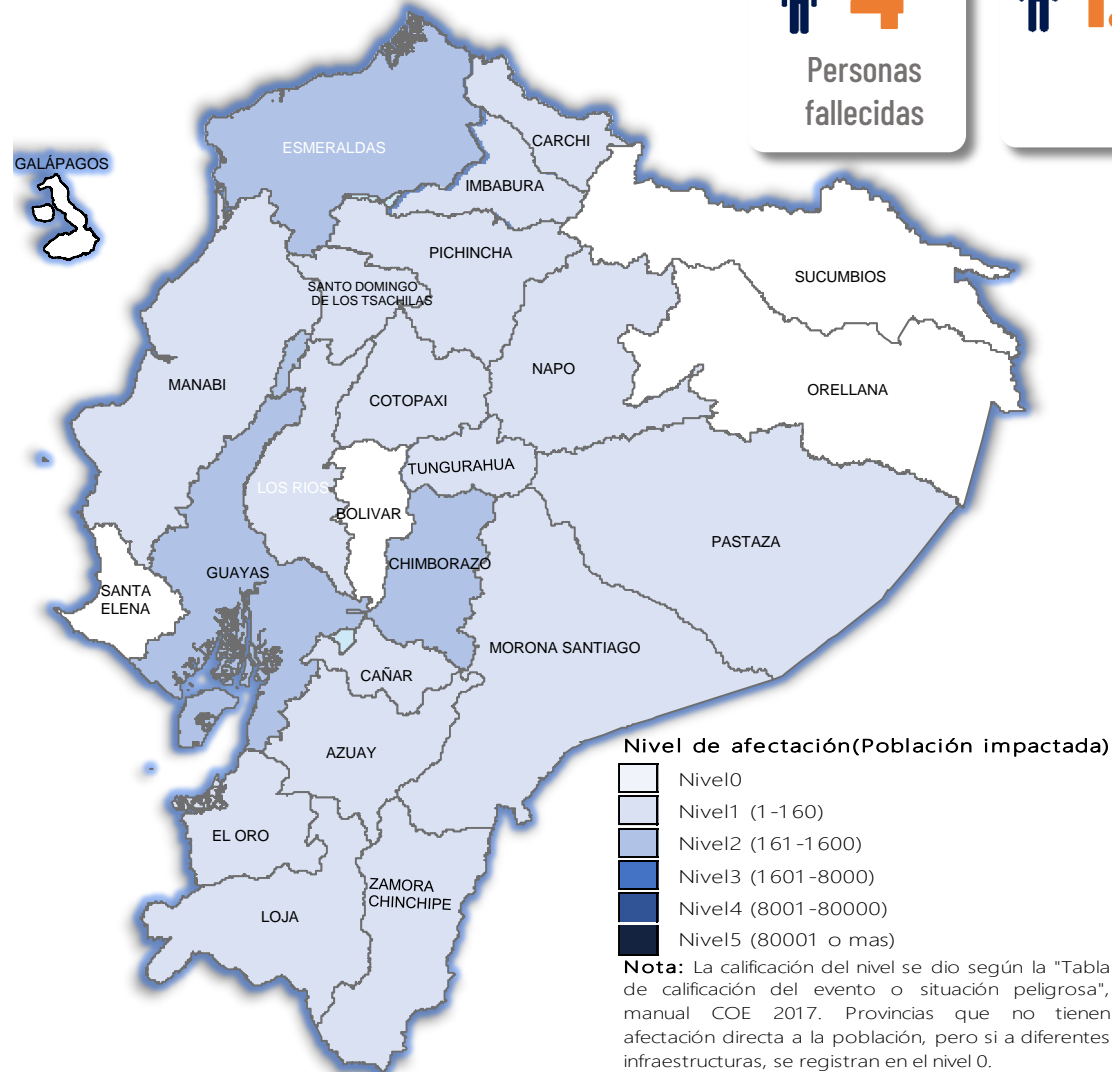 4
Personas
fallecidas
GALÁPAGOS
ESMERALDAS
CARCHI
IMBABURA
PICHINCHA
SUCUMBIOS
SANTO DOMINGO
DE LOS TSACHILAS
NAPO
MANABI
COTOPAXI
ORELLANA
TUNGURAHUA
LOS RIOS
BOLIVAR
PASTAZA
CHIMBORAZO
GUAYAS
SANTA
ELENA
MORONA SANTIAGO
CAÑAR
AZUAY
EL ORO
ZAMORA
CHINCHIPE
LOJA
Nivel de afectación(Población impactada)
Nivel0
Nivel1 (1-160)
Nivel2 (161-1600)
Nivel3 (1601-8000)
Nivel4 (8001-80000)
Nivel5 (80001 o mas)
Nota: La calificación del nivel se dio según la "Tabla
de calificación del evento o situación peligrosa",
manual COE 2017. Provincias que no tienen
afectación directa a la población, pero si a diferentes
infraestructuras, se registran en el nivel 0.